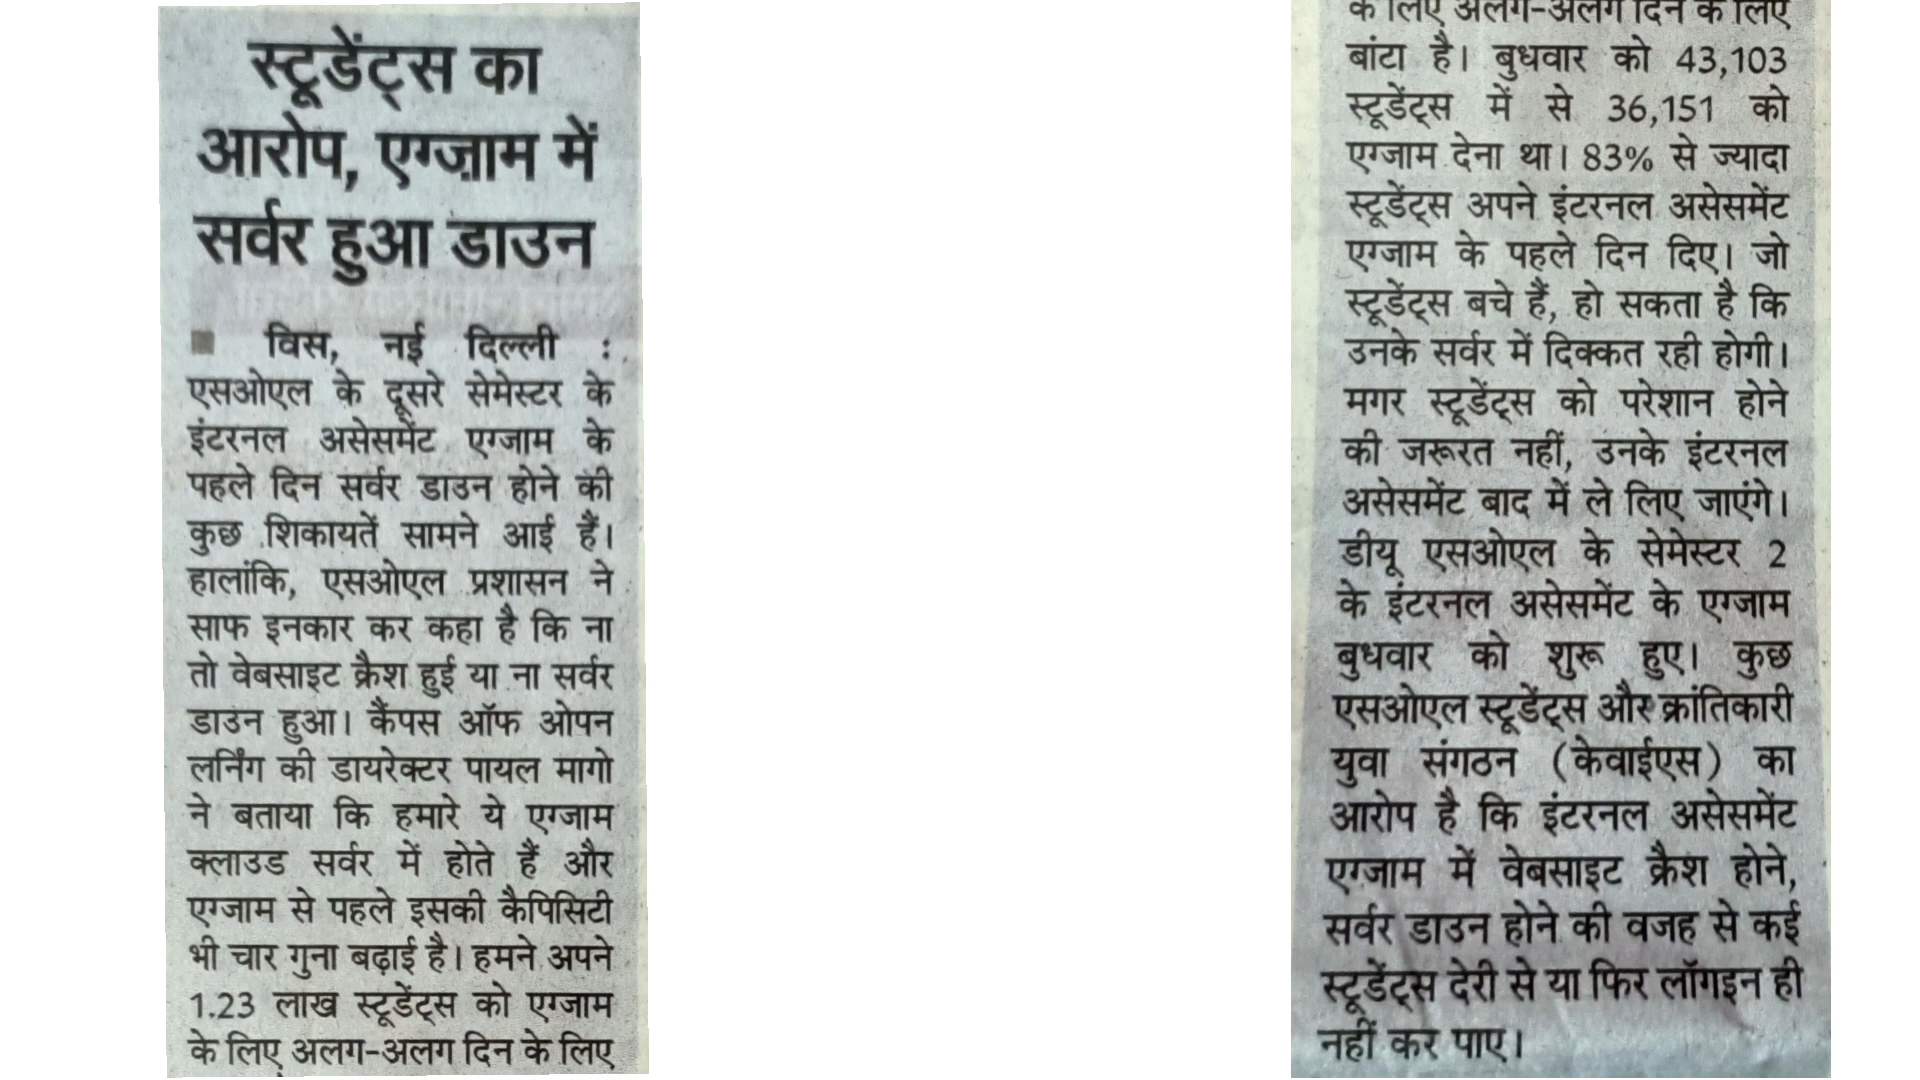 स्टूडेंट्स का
आरोप, एग्ज़ाम में
सर्वर हुआ डाउन
■ विस, नई दिल्ली :
एसओएल के दूसरे सेमेस्टर के
इंटरनल असेसमेंट एग्जाम के
पहले दिन सर्वर डाउन होने की
कुछ शिकायतें सामने आई हैं।
हालांकि, एसओएल प्रशासन ने
साफ इनकार कर कहा है कि ना
तो वेबसाइट क्रैश हुई या ना सर्वर
डाउन हुआ। कैंपस ऑफ ओपन
लर्निंग की डायरेक्टर पायल मागो
ने बताया कि हमारे ये एग्जाम
क्लाउड सर्वर में होते हैं और
एग्जाम से पहले इसकी कैपिसिटी
भी चार गुना बढ़ाई है। हमने अपने
1.23 लाख स्टूडेंट्स को एग्जाम
के लिए अलग-अलग दिन के लिए
के लिए अलग-अलग दिन के लिए
बांटा है। बुधवार को 43,103
स्टूडेंट्स में से 36,151 को
एग्जाम देना था। 83% से ज्यादा
स्टूडेंट्स अपने इंटरनल असेसमेंट
एग्जाम के पहले दिन दिए। जो
स्टूडेंट्स बचे हैं, हो सकता है कि
उनके सर्वर में दिक्कत रही होगी।
मगर स्टूडेंट्स को परेशान होने
की जरूरत नहीं, उनके इंटरनल
असेसमेंट बाद में ले लिए जाएंगे।
डीयू एसओएल के सेमेस्टर 2
के इंटरनल असेसमेंट के एग्जाम
बुधवार को शुरू हुए। कुछ
एसओएल स्टूडेंट्स और क्रांतिकारी
युवा संगठन (केवाईएस) का
आरोप है कि इंटरनल असेसमेंट
एग्जाम में वेबसाइट क्रैश होने,
सर्वर डाउन होने की वजह से कई
स्टूडेंट्स देरी से या फिर लॉगइन ही
नहीं कर पाए।